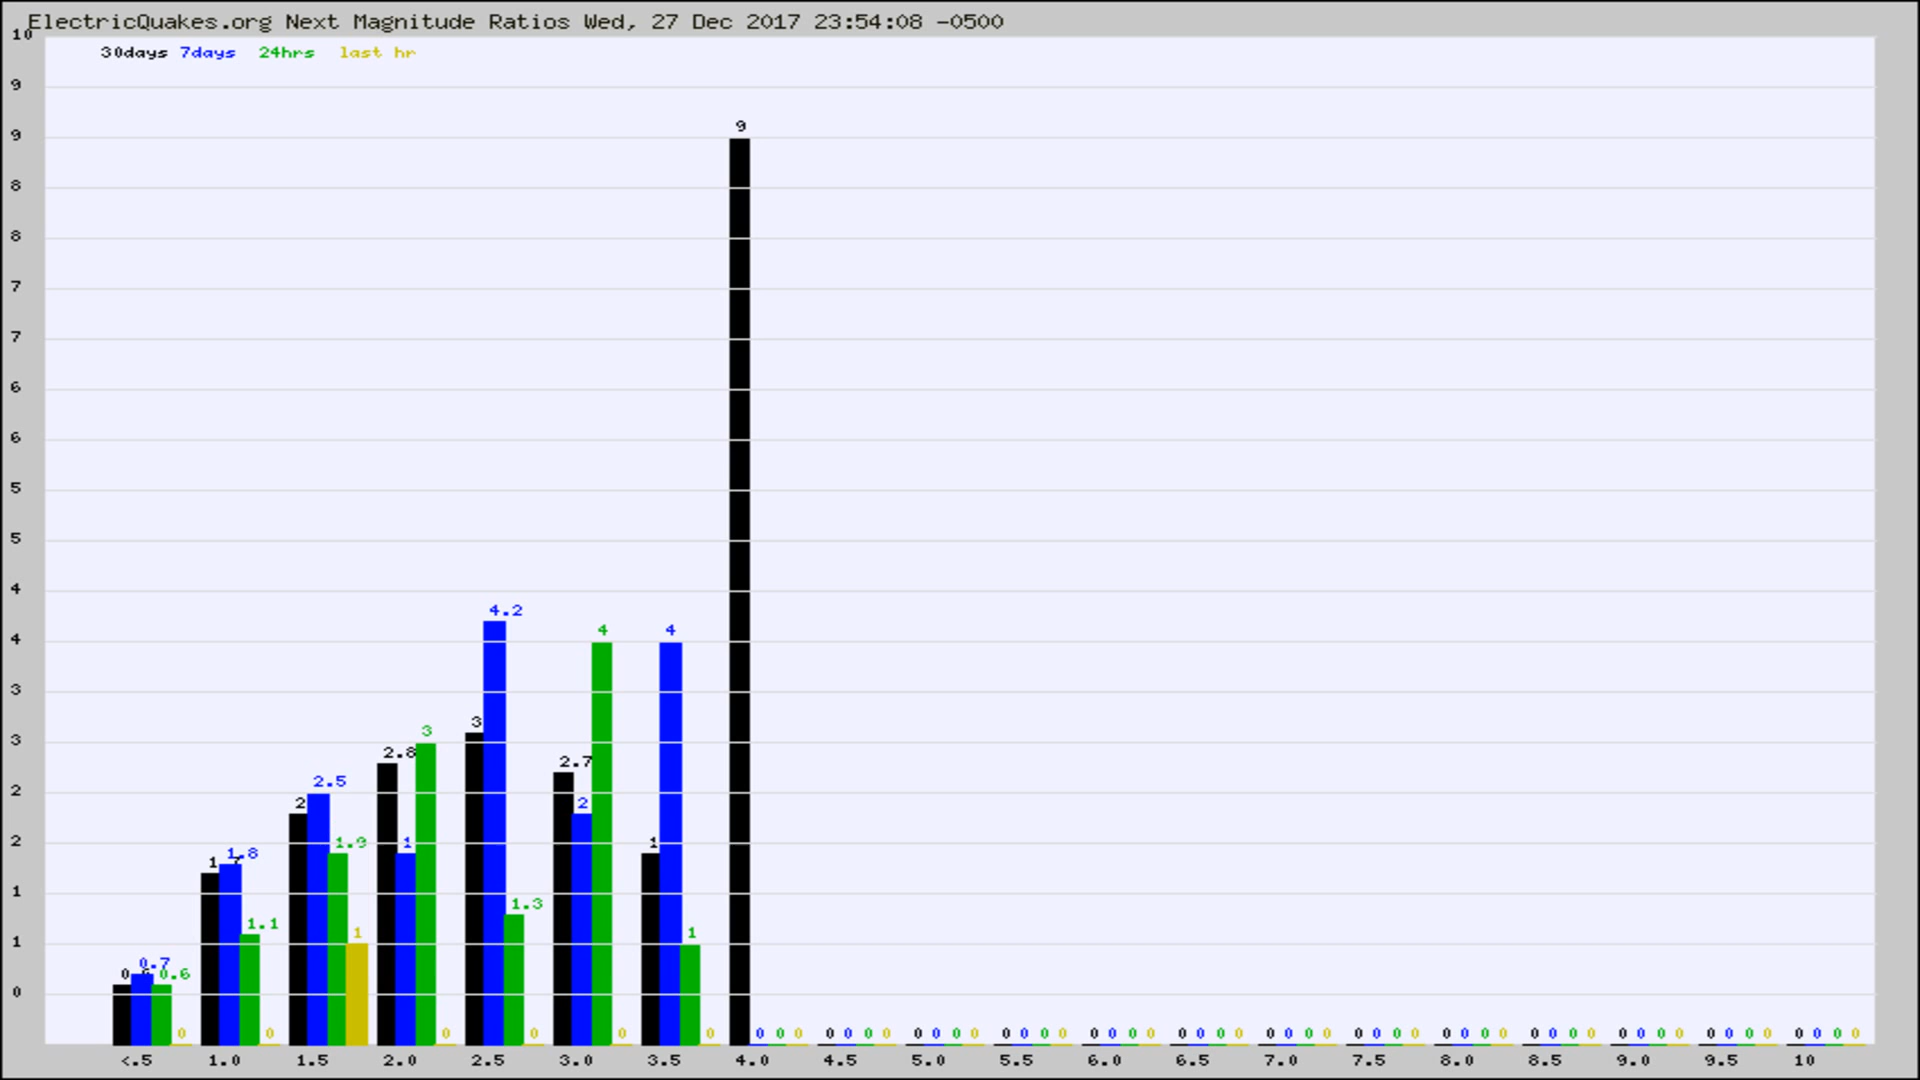 ElectricQuakes.org Next Magnitude Ratios Wed, 27 Dec 2017 23:54:08 -0500
10
30days 7days 24hrs last hr
9
9 9
8
8
7
7
6
6
5
5
4
4.2
4 4 4
3
3 3 3
2.8 2.7
2 2.5 2 2
2 1.9 1 1
1 1.8
1 1.1 1.3
1 1 1
0.7 0.6
0
0 0 0 0 0 0 0 0 0 0 0 0 0 0 0 0 0 0 0 0 0 0 0 0 0 0 0 0 0 0 0 0 0 0 0 0 0 0 0 0 0 0 0 0 0 0 0 0 0 0 0 0 0 0 0 0 0
<.5 1.0 1.5 2.0 2.5 3.0 3.5 4.0 4.5 5.0 5.5 6.0 6.5 7.0 7.5 8.0 8.5 9.0 9.5 10